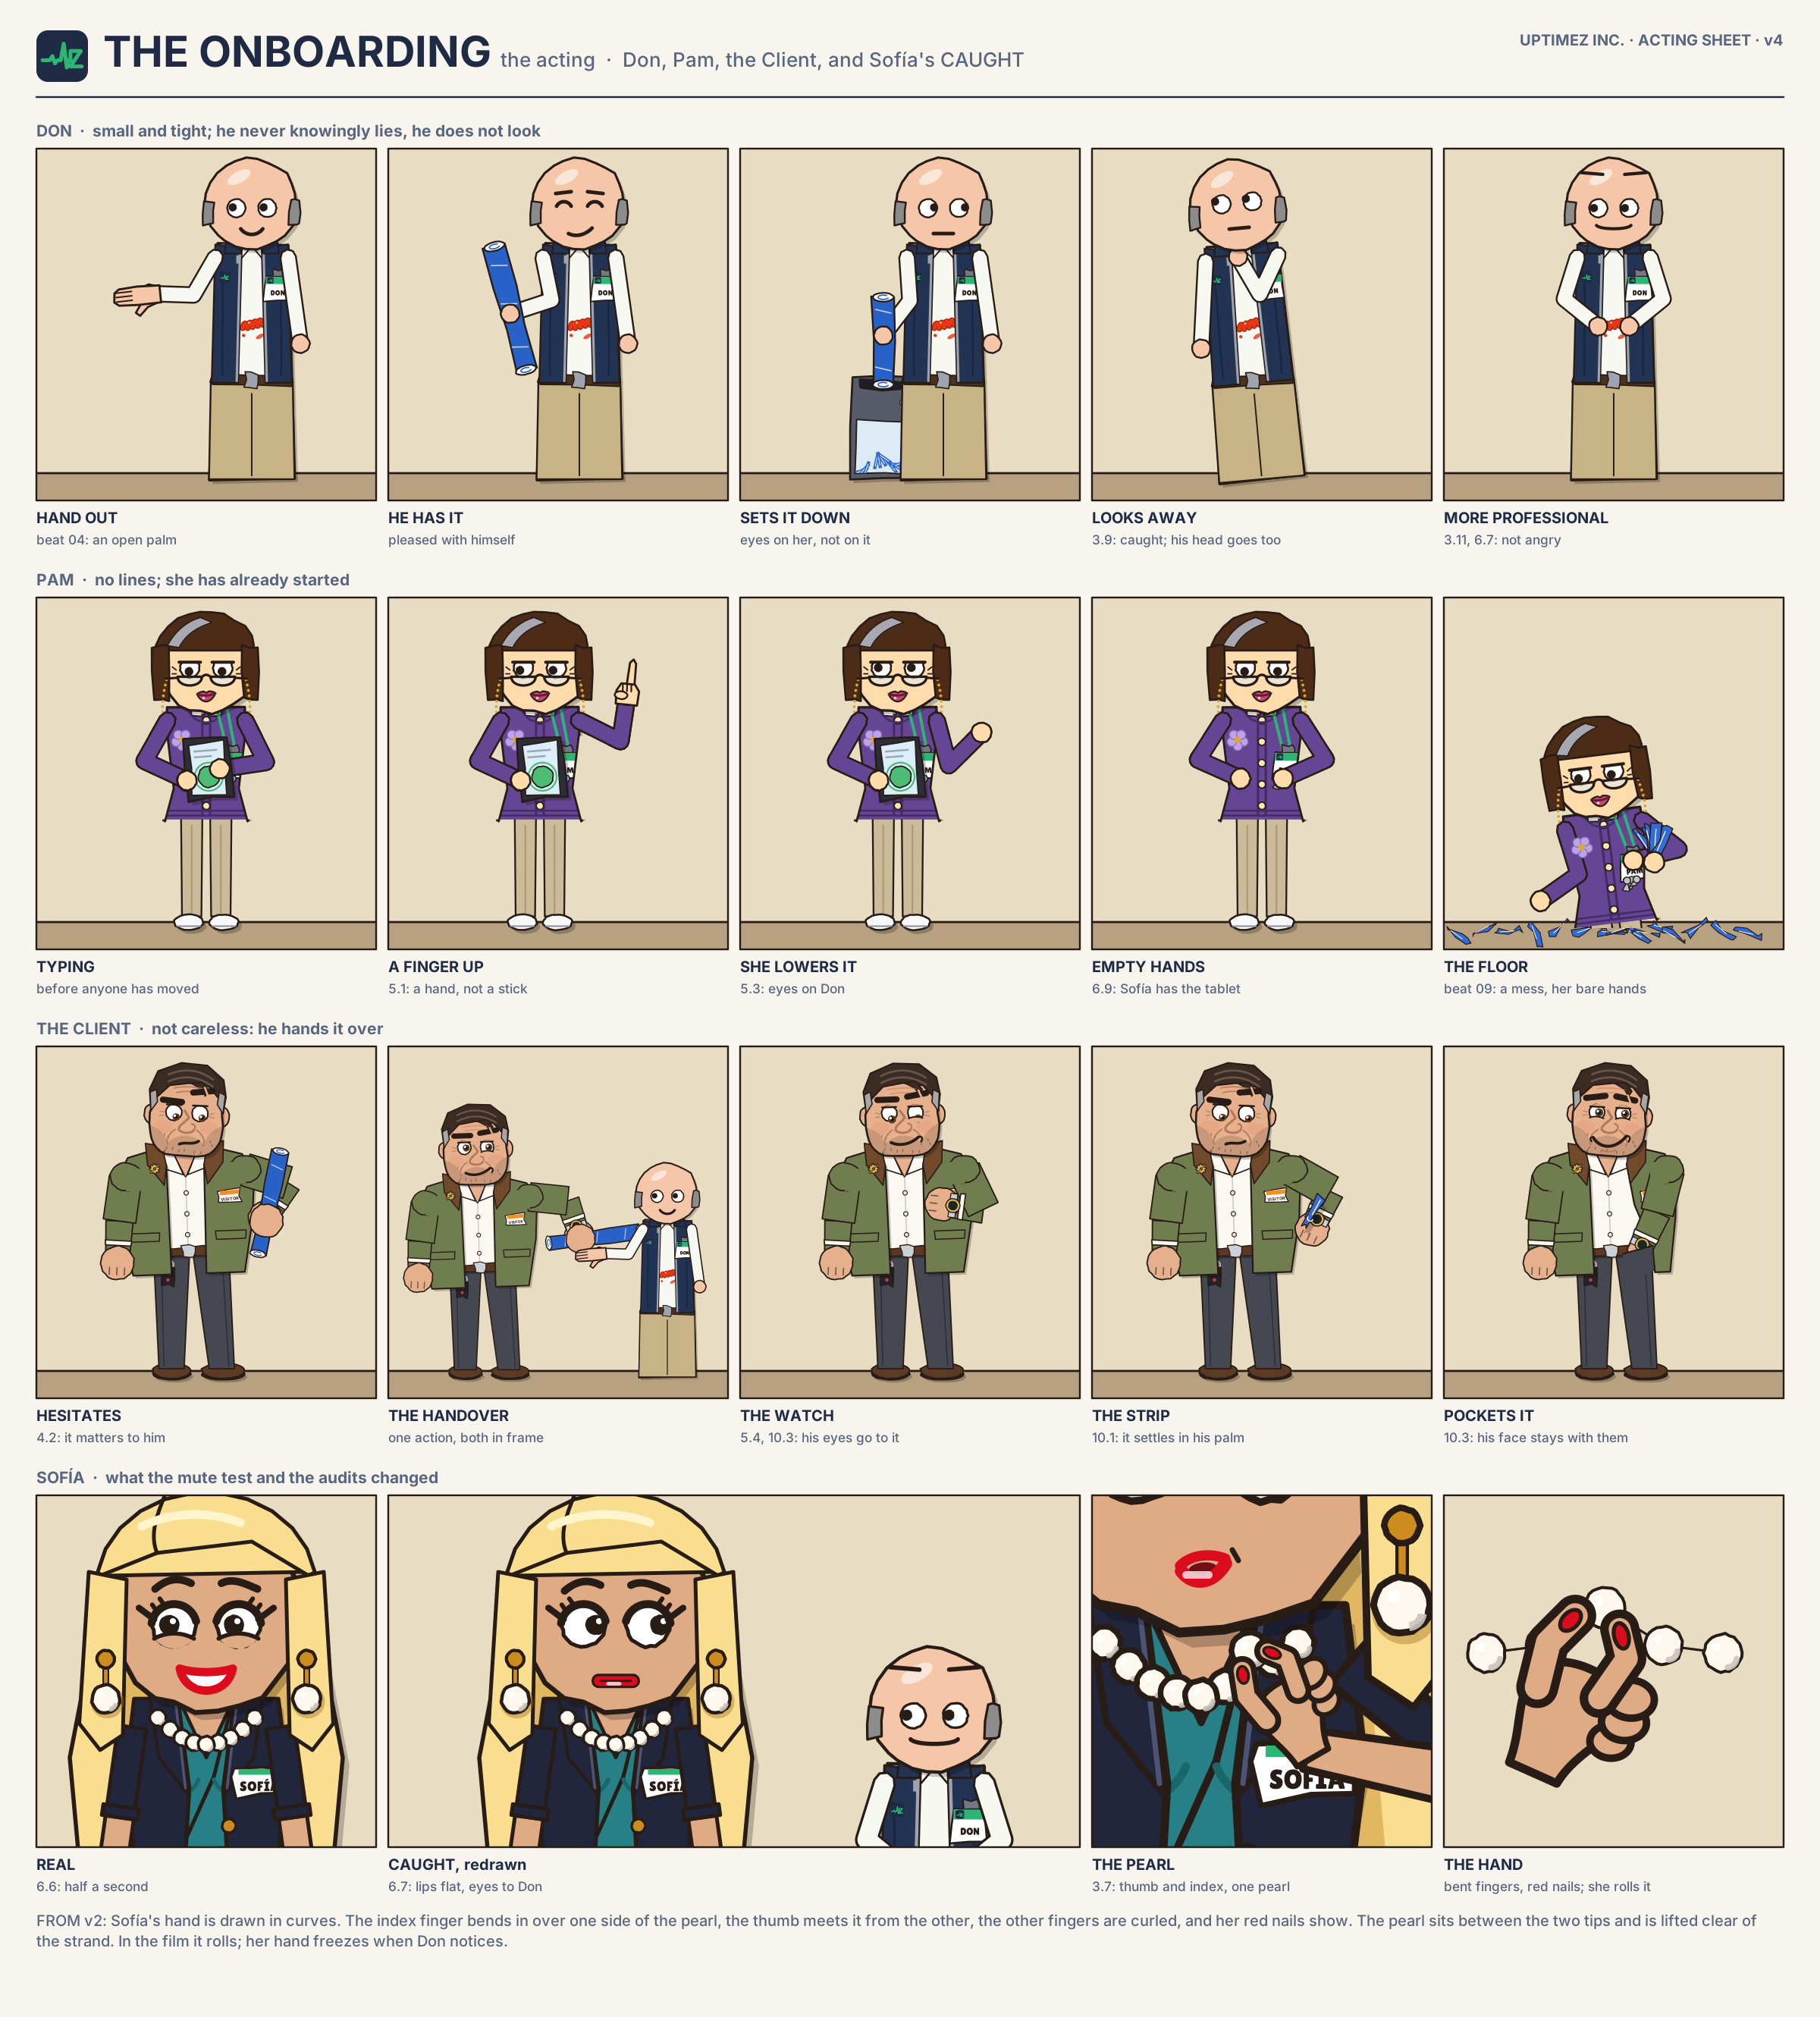 THE ONBOARDING the acting · Don, Pam, the Client, and Sofía's CAUGHT
UPTIMEZ INC. · ACTING SHEET · v4
DON · small and tight; he never knowingly lies, he does not look
DON
DON
DON
DON
HAND OUT
beat 04: an open palm
HE HAS IT
pleased with himself
SETS IT DOWN
eyes on her, not on it
LOOKS AWAY
3.9: caught; his head goes too
MORE PROFESSIONAL
3.11, 6.7: not angry
PAM · no lines; she has already started
PAM
TYPING
before anyone has moved
A FINGER UP
5.1: a hand, not a stick
SHE LOWERS IT
5.3: eyes on Don
EMPTY HANDS
6.9: Sofía has the tablet
THE FLOOR
beat 09: a mess, her bare hands
THE CLIENT · not careless: he hands it over
VISITOR
VISITOR
DON
VISITOR
HESITATES
4.2: it matters to him
THE HANDOVER
one action, both in frame
THE WATCH
5.4, 10.3: his eyes go to it
THE STRIP
10.1: it settles in his palm
POCKETS IT
10.3: his face stays with them
SOFÍA · what the mute test and the audits changed
SOFÍA
SOFÍA
DON
SOFÍA
REAL
6.6: half a second
CAUGHT, redrawn
6.7: lips flat, eyes to Don
THE PEARL
3.7: thumb and index, one pearl
THE HAND
bent fingers, red nails; she rolls it
FROM v2: Sofía's hand is drawn in curves. The index finger bends in over one side of the pearl, the thumb meets it from the other, the other fingers are curled, and her red nails show. The pearl sits between the two tips and is lifted clear of
the strand. In the film it rolls; her hand freezes when Don notices.